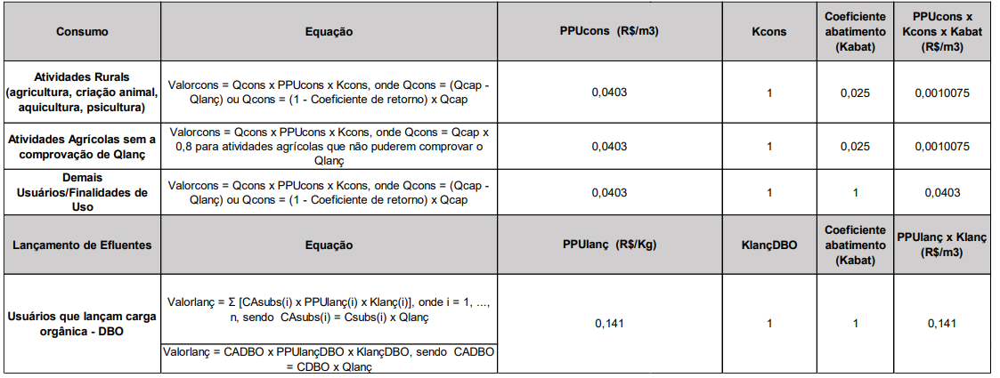 Consumo
Equação
PPUcons (R$/m3)
Kcons
Coeficiente
abatimento
(Kabat)
PPUcons x
Kcons x Kabat
(R$/m3)
Atividades Rurals
(agricultura, criação animal,
aquicultura, psicultura)
Valorcons = Qcons x PPUcons x Kcons, onde Qcons = (Qcap -
Qlanç) ou Qcons = (1 - Coeficiente de retorno) x Qcap
0,0403
1
0,025
0,0010075
Atividades Agrícolas sem a
comprovação de Qlanç
Valorcons = Qcons x PPUcons x Kcons, onde Qcons = Qcap x
0,8 para atividades agrícolas que não puderem comprovar o
Qlanç
0,0403
1
0,025
0,0010075
Demais
Usuários/Finalidades de
Uso
Valorcons = Qcons x PPUcons x Kcons, onde Qcons = (Qcap -
Qlanç) ou Qcons = (1 - Coeficiente de retorno) x Qcap
0,0403
1
1
0,0403
Lançamento de Efluentes
Equação
PPUlanç (R$/Kg)
KlançDBO
Coeficiente
abatimento
(Kabat)
PPUlanç x Klanç
(R$/m3)
Usuários que lançam carga
orgânica - DBO
Valorlanç = Σ [CAsubs(i) x PPUlanç(i) x Klanç(i)], onde i = 1, ...,
n, sendo CAsubs(i) = Csubs(i) x Qlanç
Valorlanç = CADBO x PPUlançDBO x KlançDBO, sendo CADBO
= CDBO x Qlanç
0,141
1
1
0,141